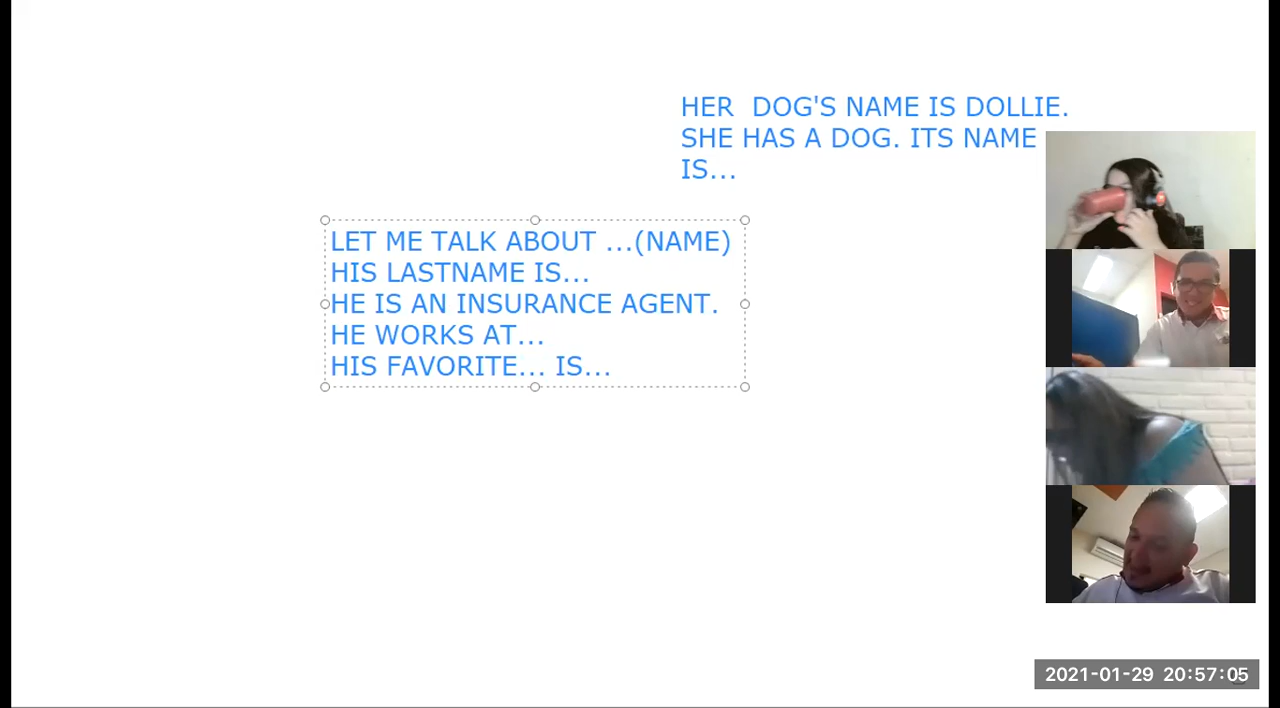 HER DOG'S NAME IS DOLLIE.
SHE HAS A DOG. ITS NAME
IS...
LET ME TALK ABOUT ...(NAME)
HIS LASTNAME IS...
HE IS AN INSURANCE AGENT.
HE WORKS AT...
HIS FAVORITE... IS...
2021-01-29 20:57:05